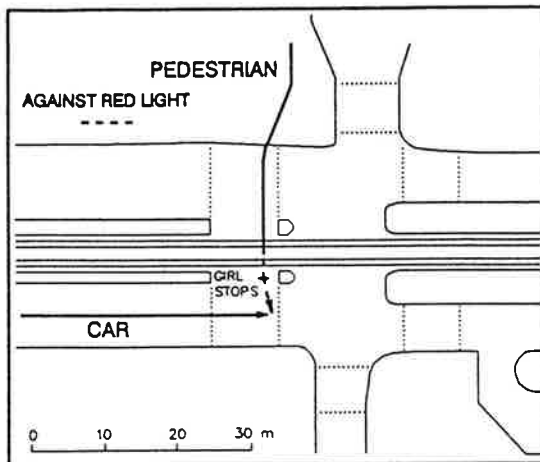 PEDESTRIAN
AGAINST RED LIGHT
GIRL
STOPS
CAR
0 10 20 30 m